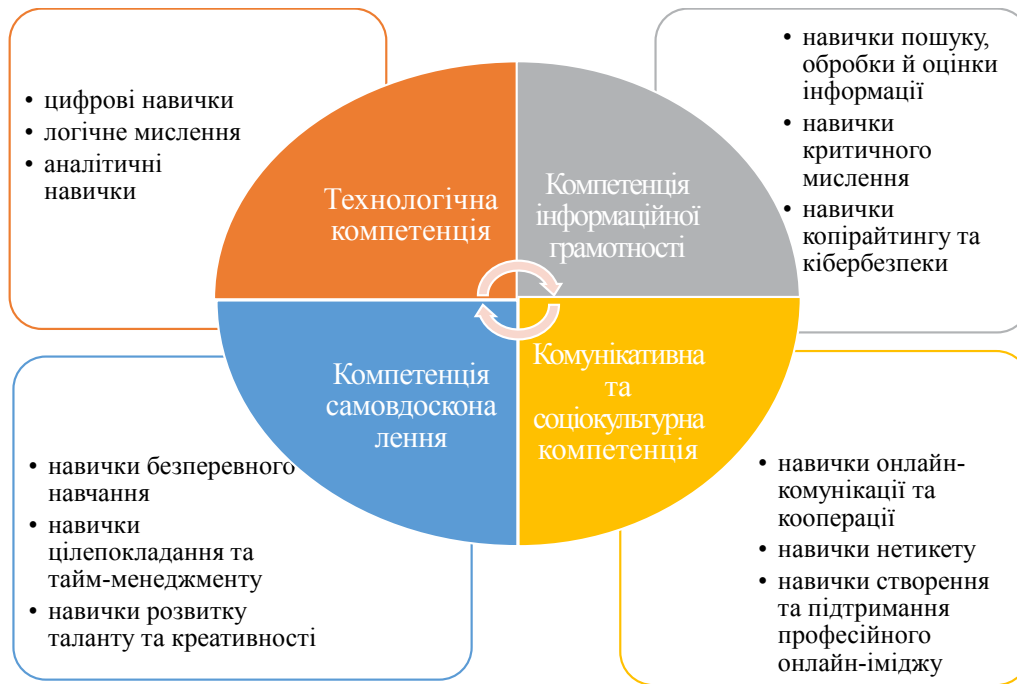 • цифрові навички
• логічне мислення
• аналітичні
навички
• навички пошуку,
обробки й оцінки
інформації
• навички
критичного
мислення
• навички
копірайтингу та
кібербезпеки
Технологічна
компетенція
Компетенція
інформаційної
грамотності
Компетенція
самовдоскона
лення
Комунікативна
та
соціокультурна
компетенція
• навички безперевного
навчання
• навички
цілепокладання та
тайм-менеджменту
• навички розвитку
таланту та креативності
• навички онлайн-
комунікації та
кооперації
• навички нетикету
• навички створення
та підтримання
професійного
онлайн-іміджу